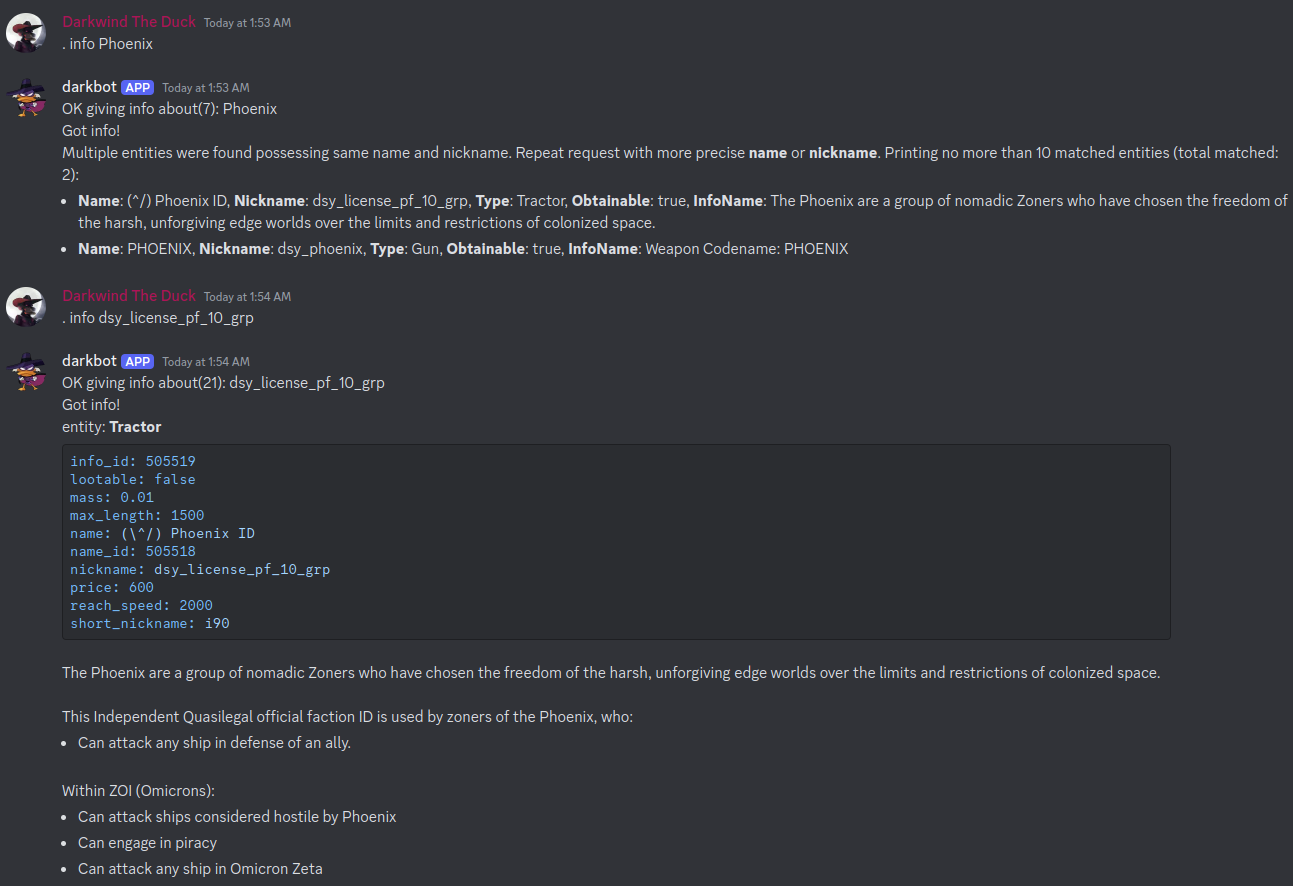 Darkwind The Duck Today at 1:53 AM
. info Phoenix
darkbot APP Today at 1:53 AM
OK giving info about(7): Phoenix
Got info!
Multiple entities were found possessing same name and nickname. Repeat request with more precise name or nickname. Printing no more than 10 matched entities (total matched:
2):
• Name: (^/) Phoenix ID, Nickname: dsy_license_pf_10_grp, Type: Tractor, Obtainable: true, InfoName: The Phoenix are a group of nomadic Zoners who have chosen the freedom of
the harsh, unforgiving edge worlds over the limits and restrictions of colonized space.
• Name: PHOENIX, Nickname: dsy_phoenix, Type: Gun, Obtainable: true, InfoName: Weapon Codename: PHOENIX
Darkwind The Duck Today at 1:54 AM
. info dsy_license_pf_10_grp
darkbot APP Today at 1:54 AM
OK giving info about(21): dsy_license_pf_10_grp
Got info!
entity: Tractor
info_id: 505519
lootable: false
mass: 0.01
max_length: 1500
name: (\^/) Phoenix ID
name_id: 505518
nickname: dsy_license_pf_10_grp
price: 600
reach_speed: 2000
short_nickname: i90
The Phoenix are a group of nomadic Zoners who have chosen the freedom of the harsh, unforgiving edge worlds over the limits and restrictions of colonized space.
This Independent Quasilegal official faction ID is used by zoners of the Phoenix, who:
• Can attack any ship in defense of an ally.
Within ZOI (Omicrons):
• Can attack ships considered hostile by Phoenix
• Can engage in piracy
• Can attack any ship in Omicron Zeta